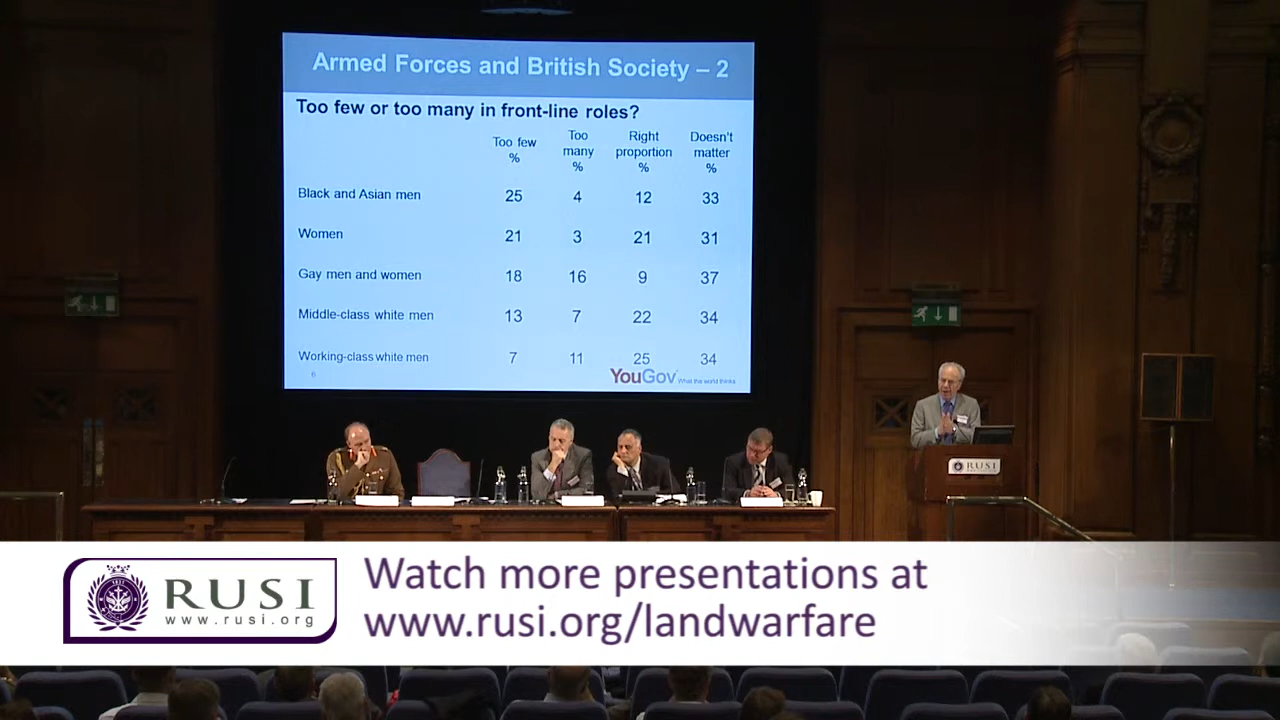 Armed Forces and British Society – 2
Too few or too many in front-line roles?
Too few % Too many % Right proportion % Doesn't matter %
Black and Asian men 25 4 12 33
Women 21 3 21 31
Gay men and women 18 16 9 37
Middle-class white men 13 7 22 34
Working-class white men 7 11 25 34
6
YouGov What the world thinks
RUSI
RUSI
www.rusi.org
Watch more presentations at
www.rusi.org/landwarfare